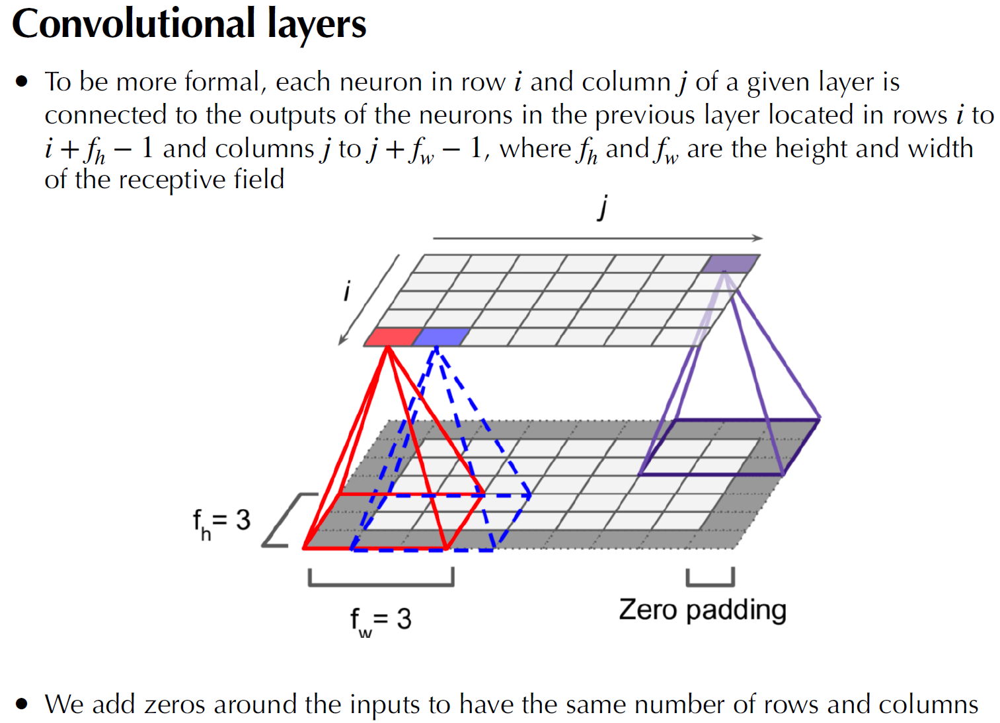 Convolutional layers
• To be more formal, each neuron in row i and column j of a given layer is
connected to the outputs of the neurons in the previous layer located in rows i to
i + f_h − 1 and columns j to j + f_w − 1, where f_h and f_w are the height and width
of the receptive field
j
i
f_h = 3
f_w = 3
Zero padding
• We add zeros around the inputs to have the same number of rows and columns